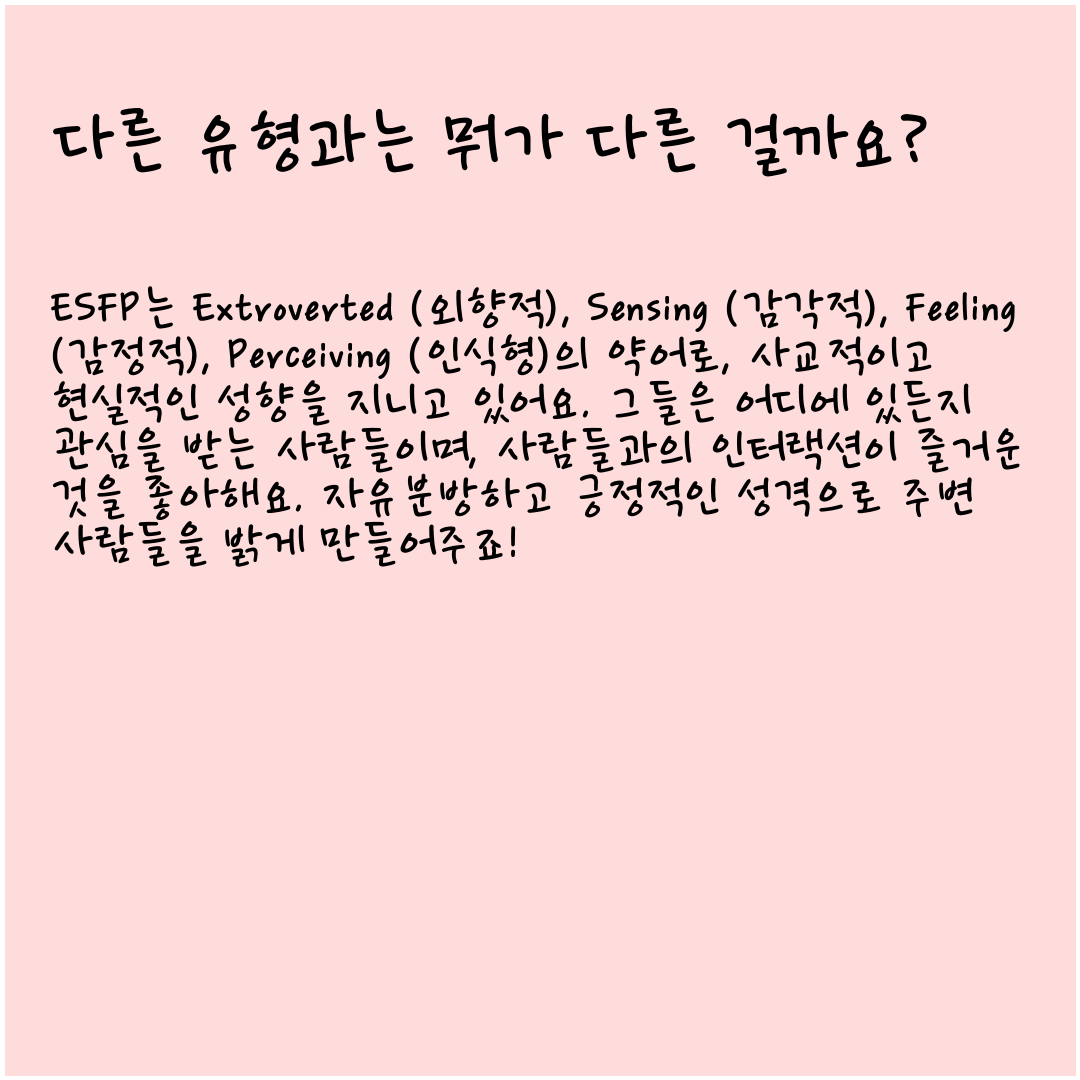 다른 유형과는 뭐가 다른 걸까요?
ESFP는 Extroverted (외향적), Sensing (감각적), Feeling
(감정적), Perceiving (인식형)의 약어로, 사교적이고
현실적인 성향을 지니고 있어요. 그들은 어디에 있든지
관심을 받는 사람들이며, 사람들과의 인터랙션이 즐거운
것을 좋아해요. 자유분방하고 긍정적인 성격으로 주변
사람들을 밝게 만들어주죠!